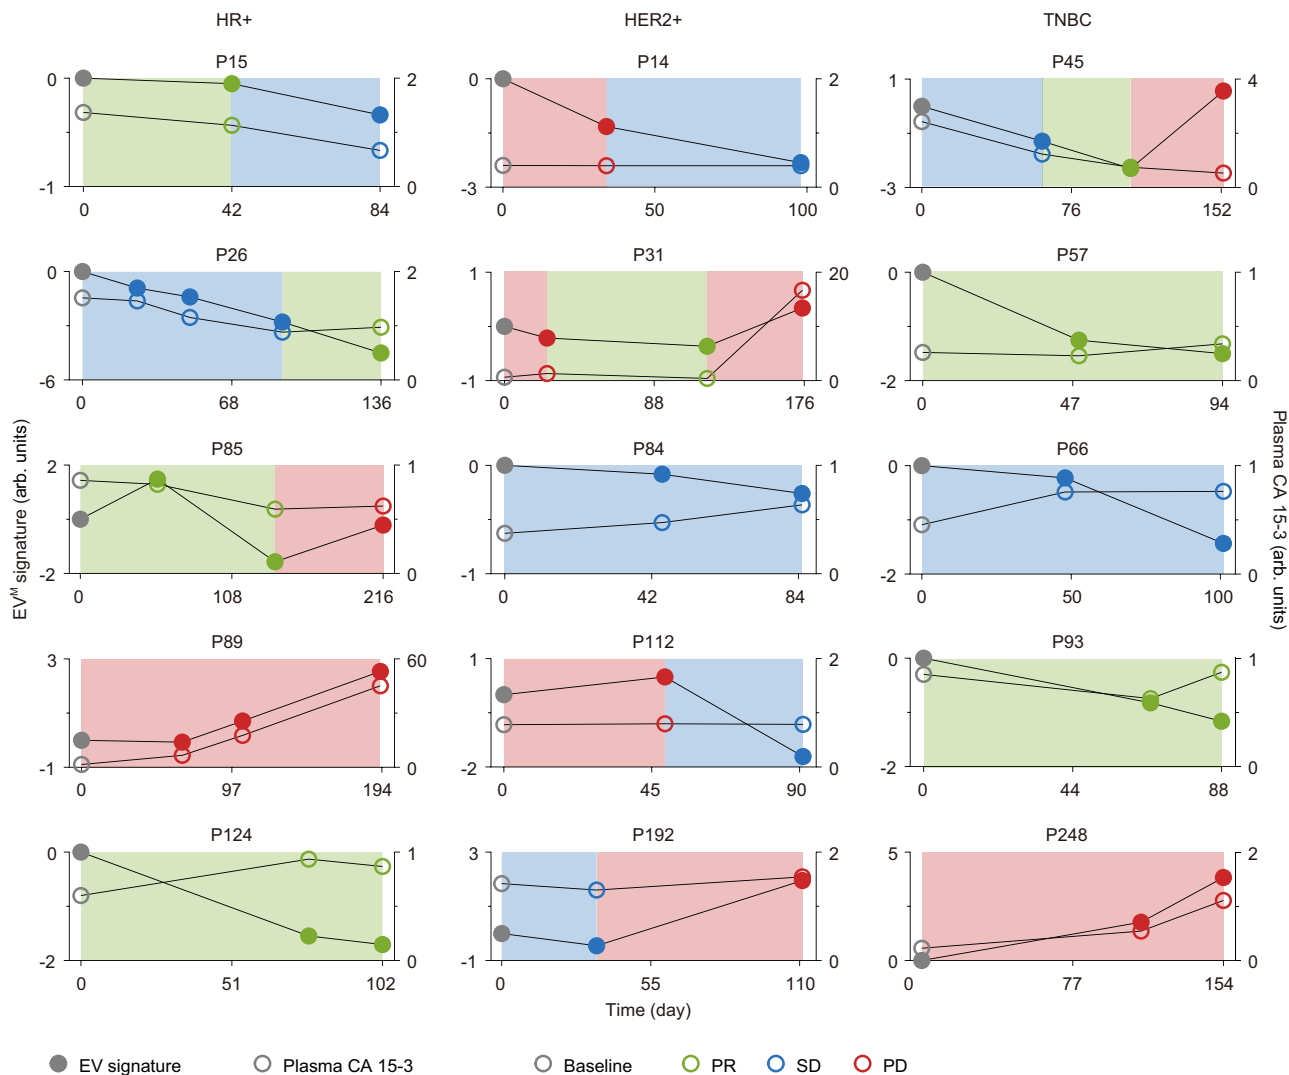 HR+ HER2+ TNBC
P15 P14 P45
0 2 0 2 1 4
-1 0 -3 0 -3 0
0 42 84 0 50 100 0 76 152
P26 P31 P57
0 2 1 20 0 1
-6 0 -1 0 -2 0
0 68 136 0 88 176 0 47 94
P85 P84 P66
2 1 0 1 0 1
-2 0 -1 0 -2 0
0 108 216 0 42 84 0 50 100
P89 P112 P93
3 60 1 2 0 1
-1 0 -2 0 -2 0
0 97 194 0 45 90 0 44 88
P124 P192 P248
0 1 3 2 5 2
-2 0 -1 0 0 0
0 51 102 0 55 110 0 77 154
EVᴹ signature (arb. units)
Plasma CA 15-3 (arb. units)
Time (day)
EV signature Plasma CA 15-3 Baseline PR SD PD